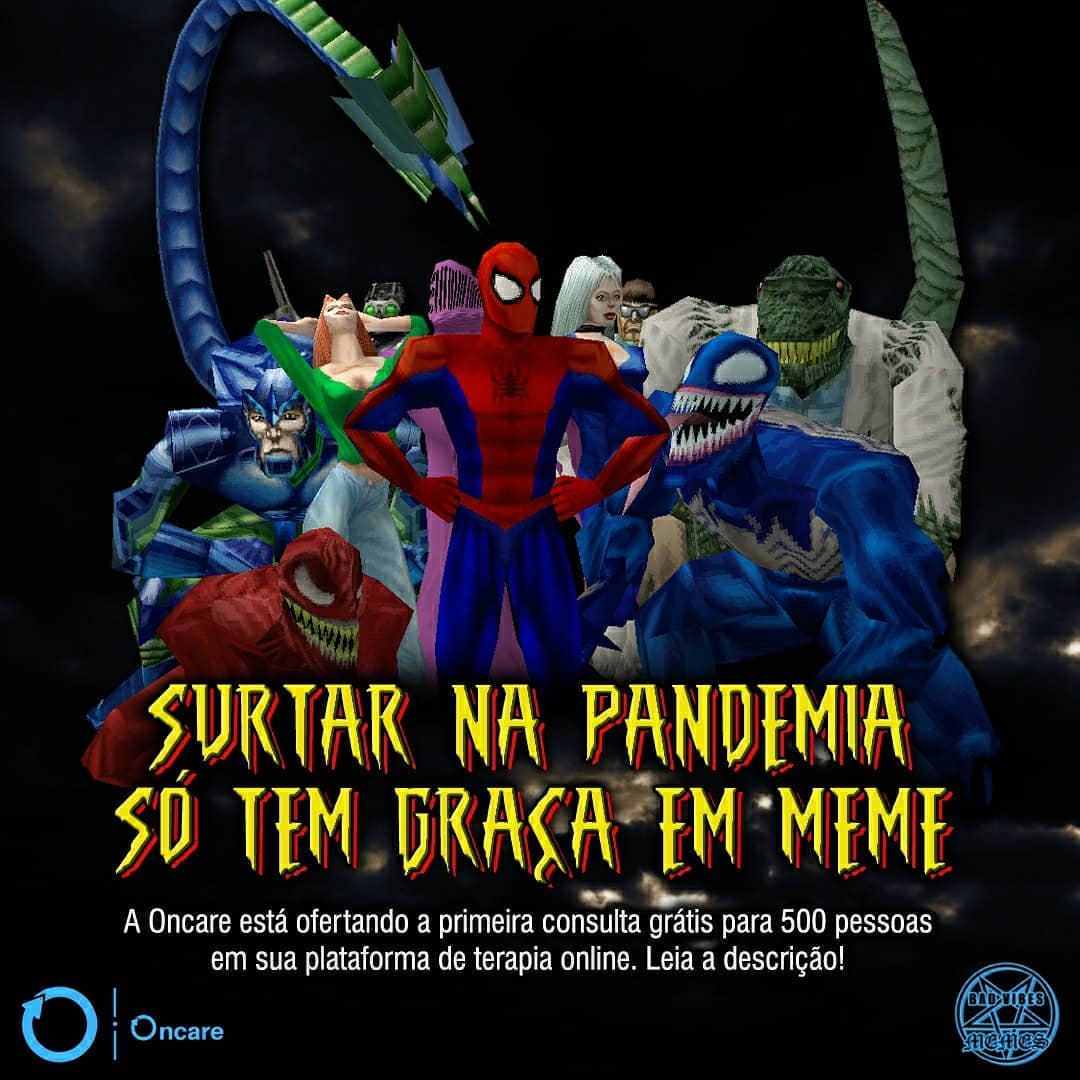 SURTAR NA PANDEMIA
SÓ TEM GRAÇA EM MEME
A Oncare está ofertando a primeira consulta grátis para 500 pessoas
em sua plataforma de terapia online. Leia a descrição!
Oncare
BAD VIBES
MEMES